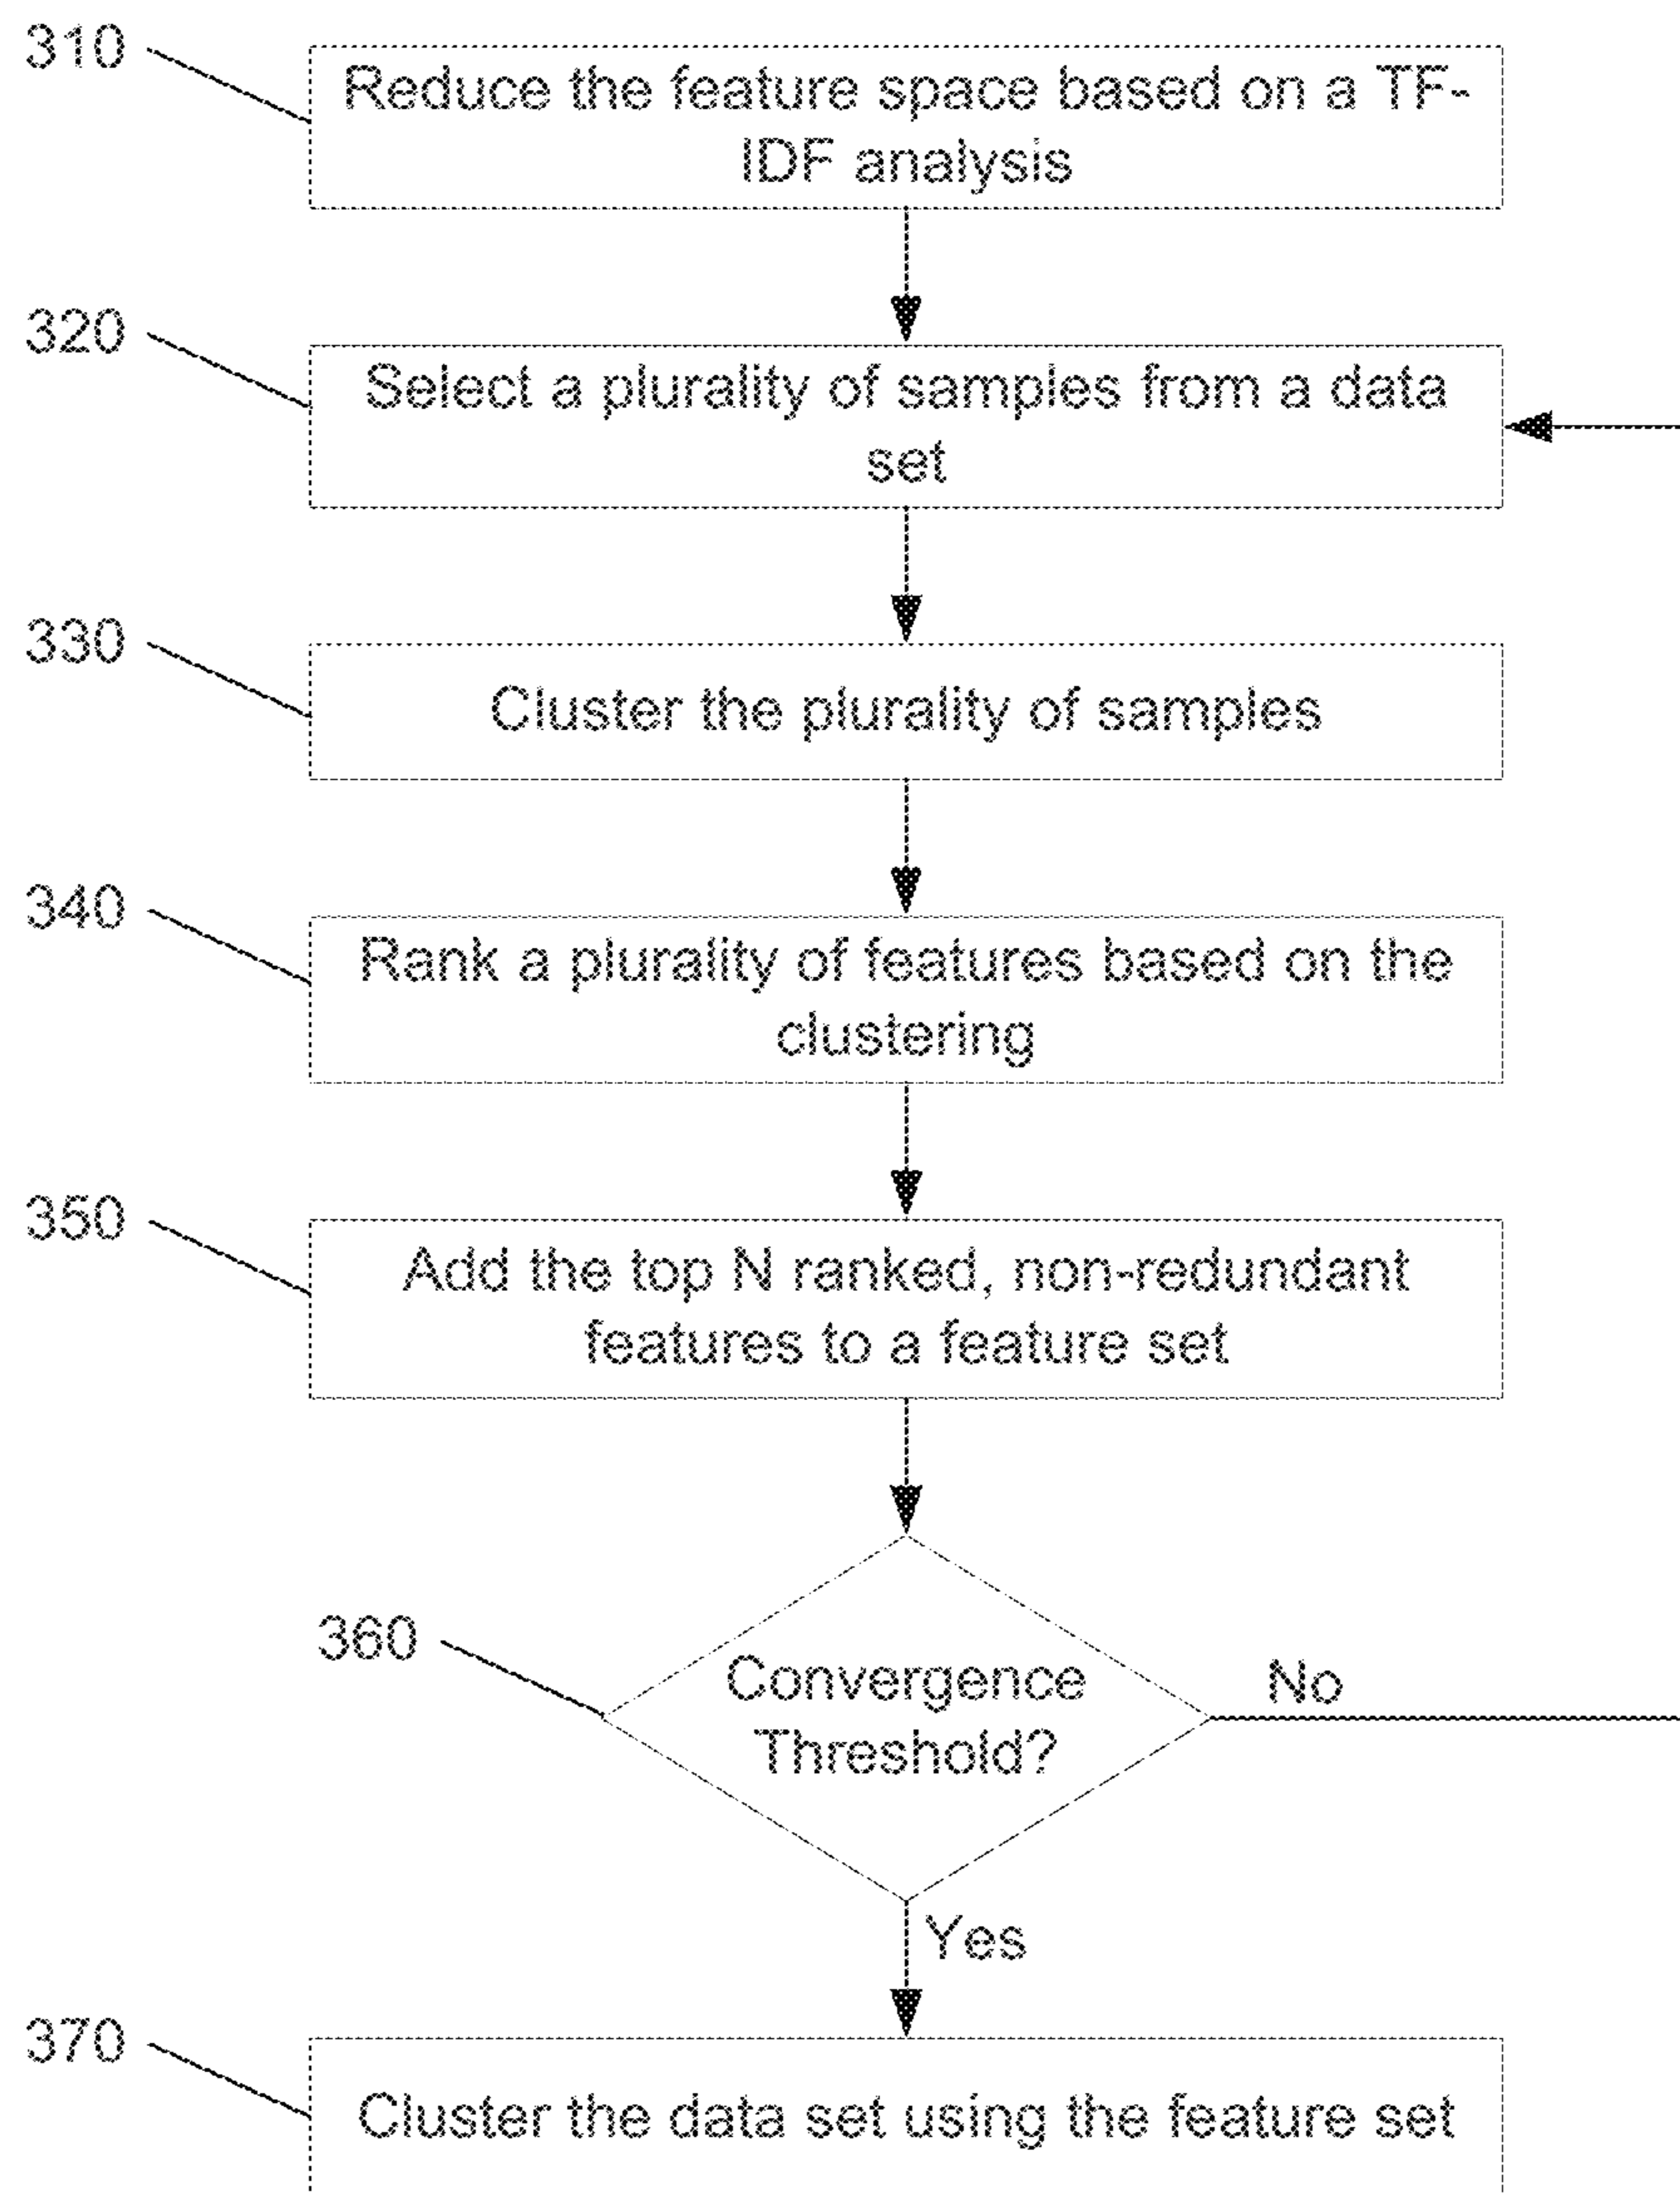 310
Reduce the feature space based on a TF-
IDF analysis
320
Select a plurality of samples from a data
set
330
Cluster the plurality of samples
340
Rank a plurality of features based on the
clustering
350
Add the top N ranked, non-redundant
features to a feature set
360
Convergence
Threshold?
No
Yes
370
Cluster the data set using the feature set